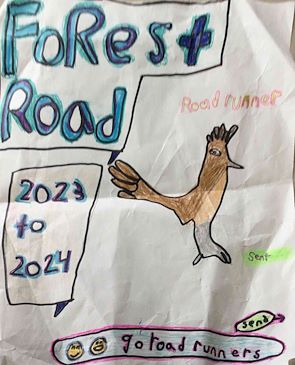 FoRest
Road
Road runner
2023
to
2024
Sent
send
go road runners